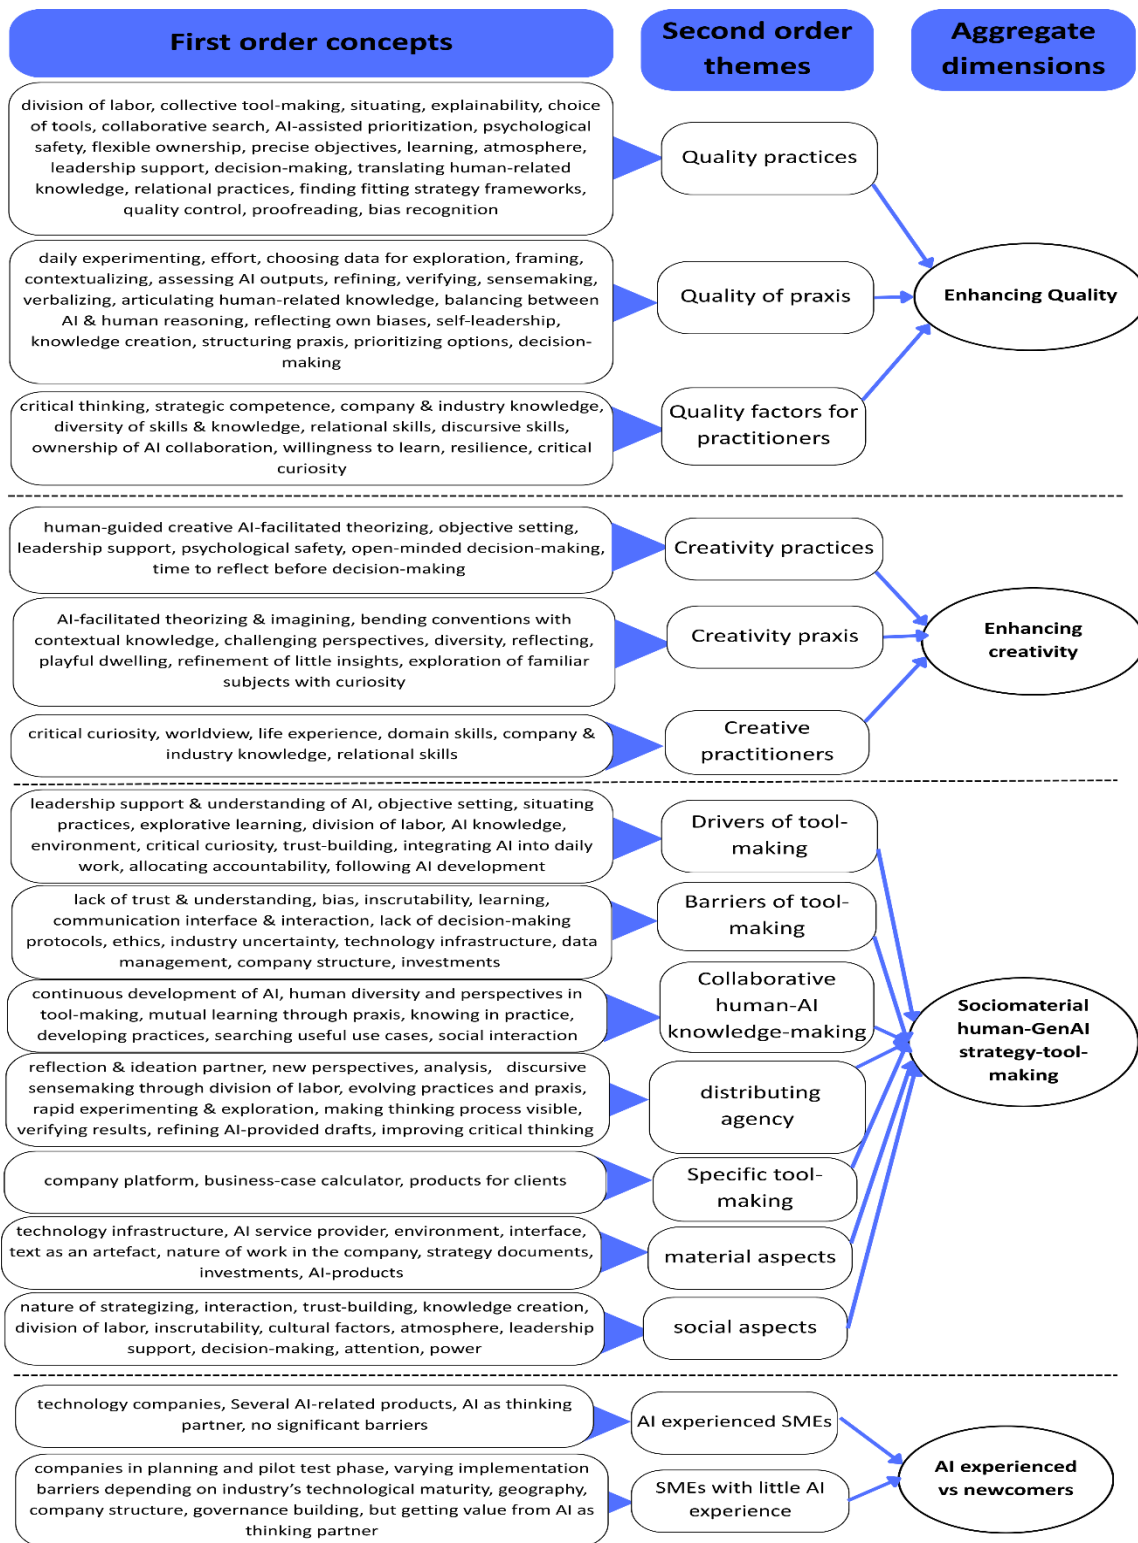 First order concepts
Second order
themes
Aggregate
dimensions
division of labor, collective tool-making, situating, explainability, choice
of tools, collaborative search, AI-assisted prioritization, psychological
safety, flexible ownership, precise objectives, learning, atmosphere,
leadership support, decision-making, translating human-related
knowledge, relational practices, finding fitting strategy frameworks,
quality control, proofreading, bias recognition
Quality practices
daily experimenting, effort, choosing data for exploration, framing,
contextualizing, assessing AI outputs, refining, verifying, sensemaking,
verbalizing, articulating human-related knowledge, balancing between
AI & human reasoning, reflecting own biases, self-leadership,
knowledge creation, structuring praxis, prioritizing options, decision-
making
Quality of praxis
Enhancing Quality
critical thinking, strategic competence, company & industry knowledge,
diversity of skills & knowledge, relational skills, discursive skills,
ownership of AI collaboration, willingness to learn, resilience, critical
curiosity
Quality factors for
practitioners
human-guided creative AI-facilitated theorizing, objective setting,
leadership support, psychological safety, open-minded decision-making,
time to reflect before decision-making
Creativity practices
AI-facilitated theorizing & imagining, bending conventions with
contextual knowledge, challenging perspectives, diversity, reflecting,
playful dwelling, refinement of little insights, exploration of familiar
subjects with curiosity
Creativity praxis
Enhancing
creativity
critical curiosity, worldview, life experience, domain skills, company &
industry knowledge, relational skills
Creative
practitioners
leadership support & understanding of AI, objective setting, situating
practices, explorative learning, division of labor, AI knowledge,
environment, critical curiosity, trust-building, integrating AI into daily
work, allocating accountability, following AI development
Drivers of tool-
making
lack of trust & understanding, bias, inscrutability, learning,
communication interface & interaction, lack of decision-making
protocols, ethics, industry uncertainty, technology infrastructure, data
management, company structure, investments
Barriers of tool-
making
continuous development of AI, human diversity and perspectives in
tool-making, mutual learning through praxis, knowing in practice,
developing practices, searching useful use cases, social interaction
Collaborative
human-AI
knowledge-making
Sociomaterial
human-GenAI
strategy-tool-
making
reflection & ideation partner, new perspectives, analysis, discursive
sensemaking through division of labor, evolving practices and praxis,
rapid experimenting & exploration, making thinking process visible,
verifying results, refining AI-provided drafts, improving critical thinking
distributing
agency
company platform, business-case calculator, products for clients
Specific tool-
making
technology infrastructure, AI service provider, environment, interface,
text as an artefact, nature of work in the company, strategy documents,
investments, AI-products
material aspects
nature of strategizing, interaction, trust-building, knowledge creation,
division of labor, inscrutability, cultural factors, atmosphere, leadership
support, decision-making, attention, power
social aspects
technology companies, Several AI-related products, AI as thinking
partner, no significant barriers
AI experienced SMEs
companies in planning and pilot test phase, varying implementation
barriers depending on industry's technological maturity, geography,
company structure, governance building, but getting value from AI as
thinking partner
SMEs with little AI
experience
AI experienced
vs newcomers